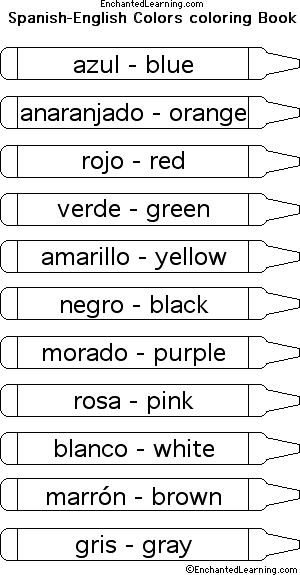 EnchantedLearning.com
Spanish-English Colors coloring Book
azul - blue
anaranjado - orange
rojo - red
verde - green
amarillo - yellow
negro - black
morado - purple
rosa - pink
blanco - white
marrón - brown
gris - gray
©EnchantedLearning.com